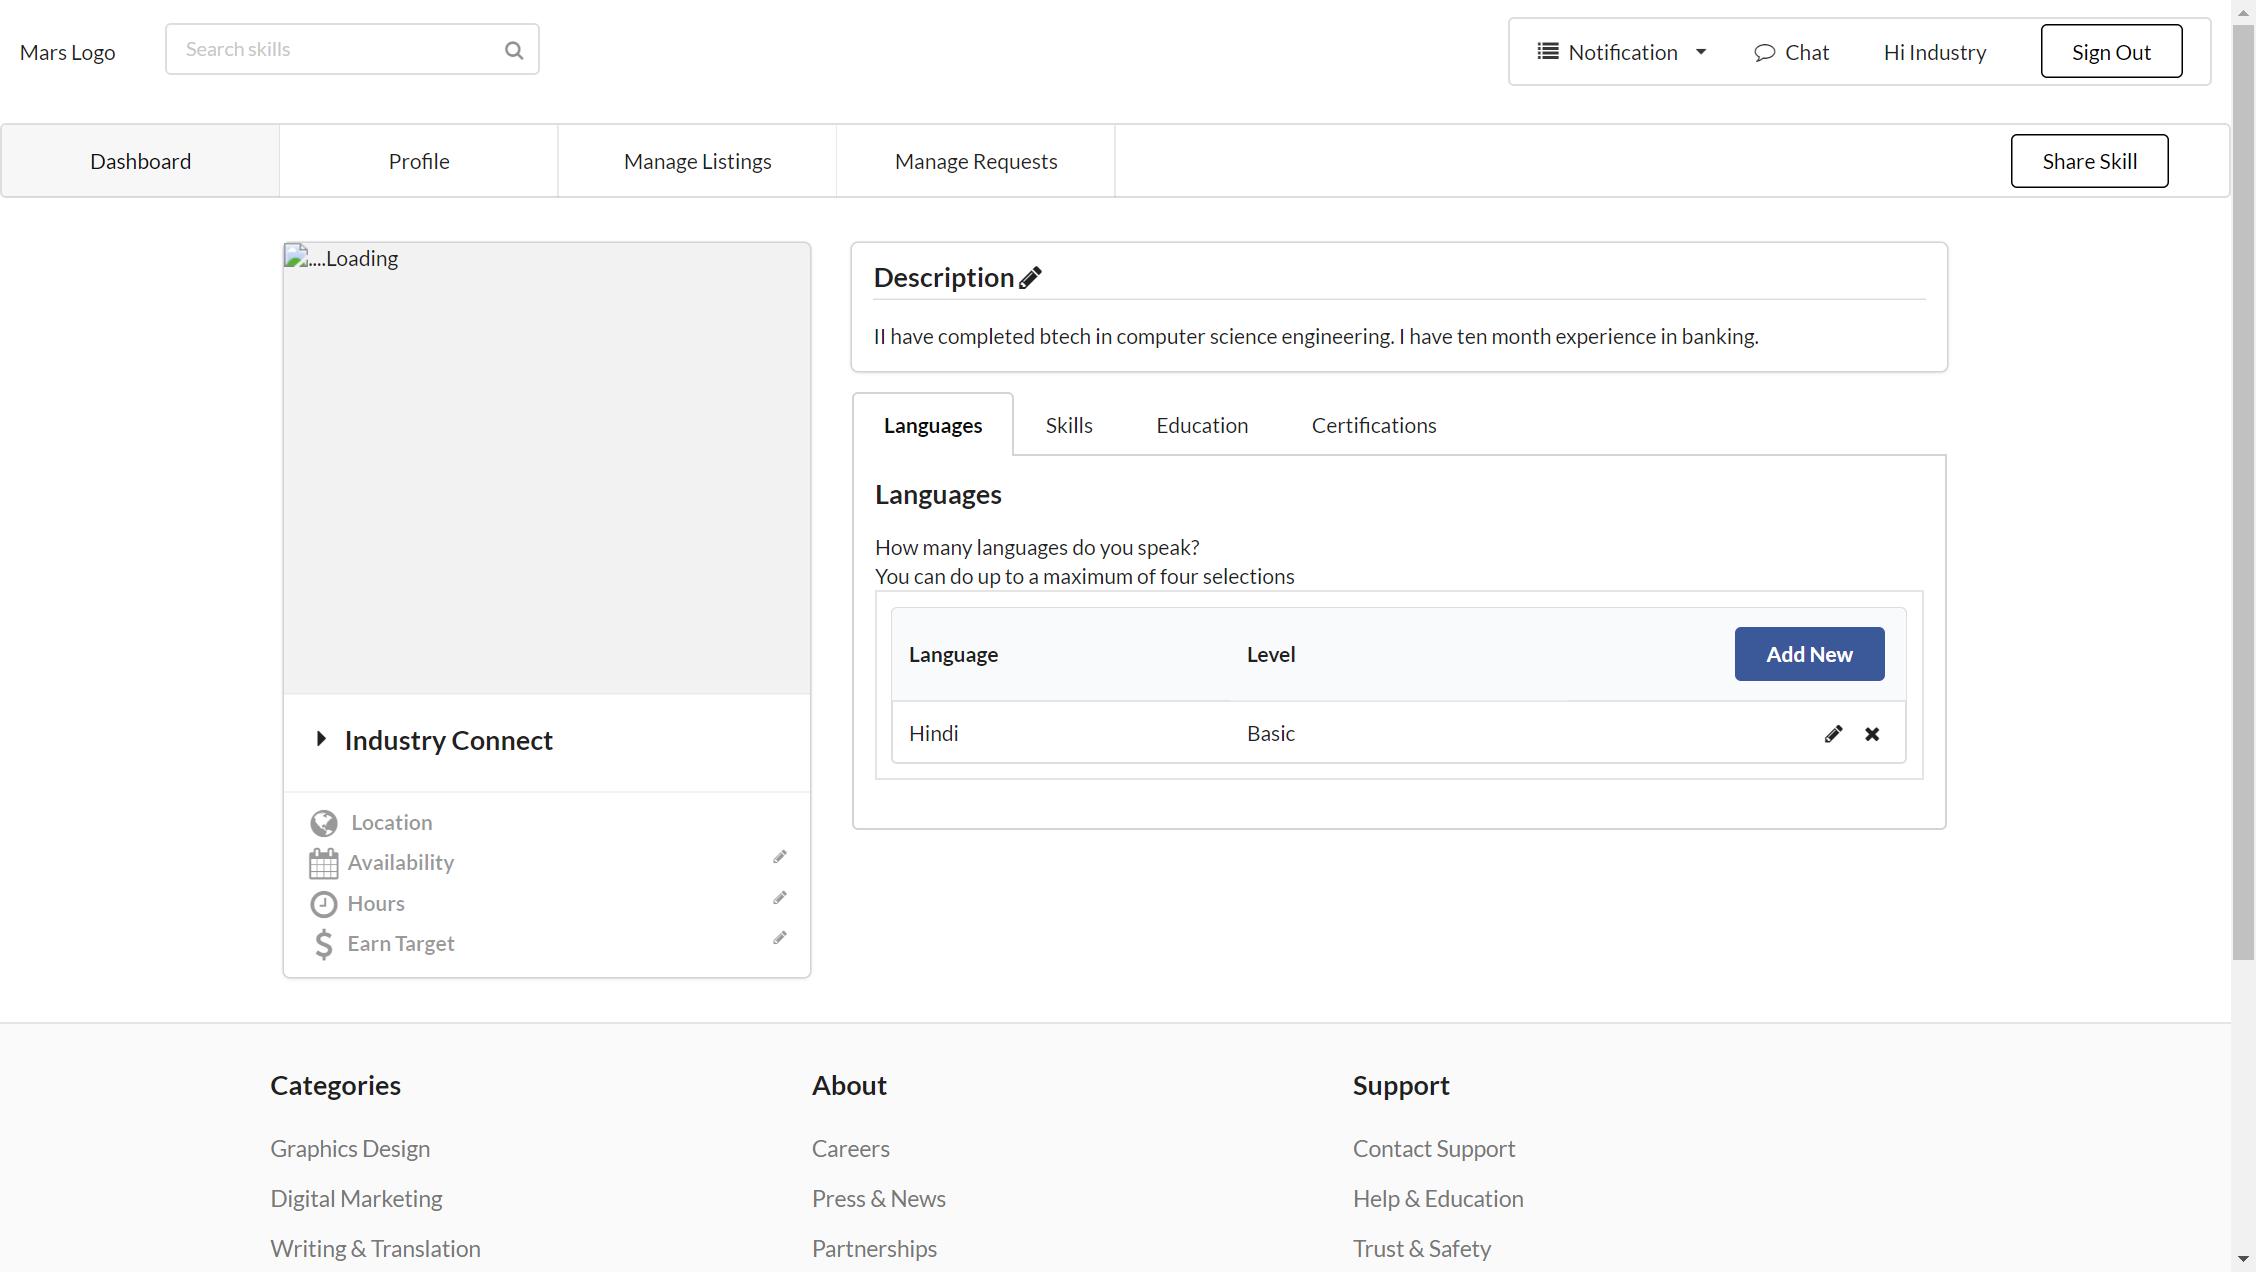 Mars Logo
Search skills
Notification
Chat
Hi Industry
Sign Out
Dashboard
Profile
Manage Listings
Manage Requests
Share Skill
....Loading
Industry Connect
Location
Availability
Hours
Earn Target
Description
II have completed btech in computer science engineering. I have ten month experience in banking.
Languages
Skills
Education
Certifications
Languages
How many languages do you speak?
You can do up to a maximum of four selections
Language
Level
Add New
Hindi
Basic
Categories
Graphics Design
Digital Marketing
Writing & Translation
About
Careers
Press & News
Partnerships
Support
Contact Support
Help & Education
Trust & Safety